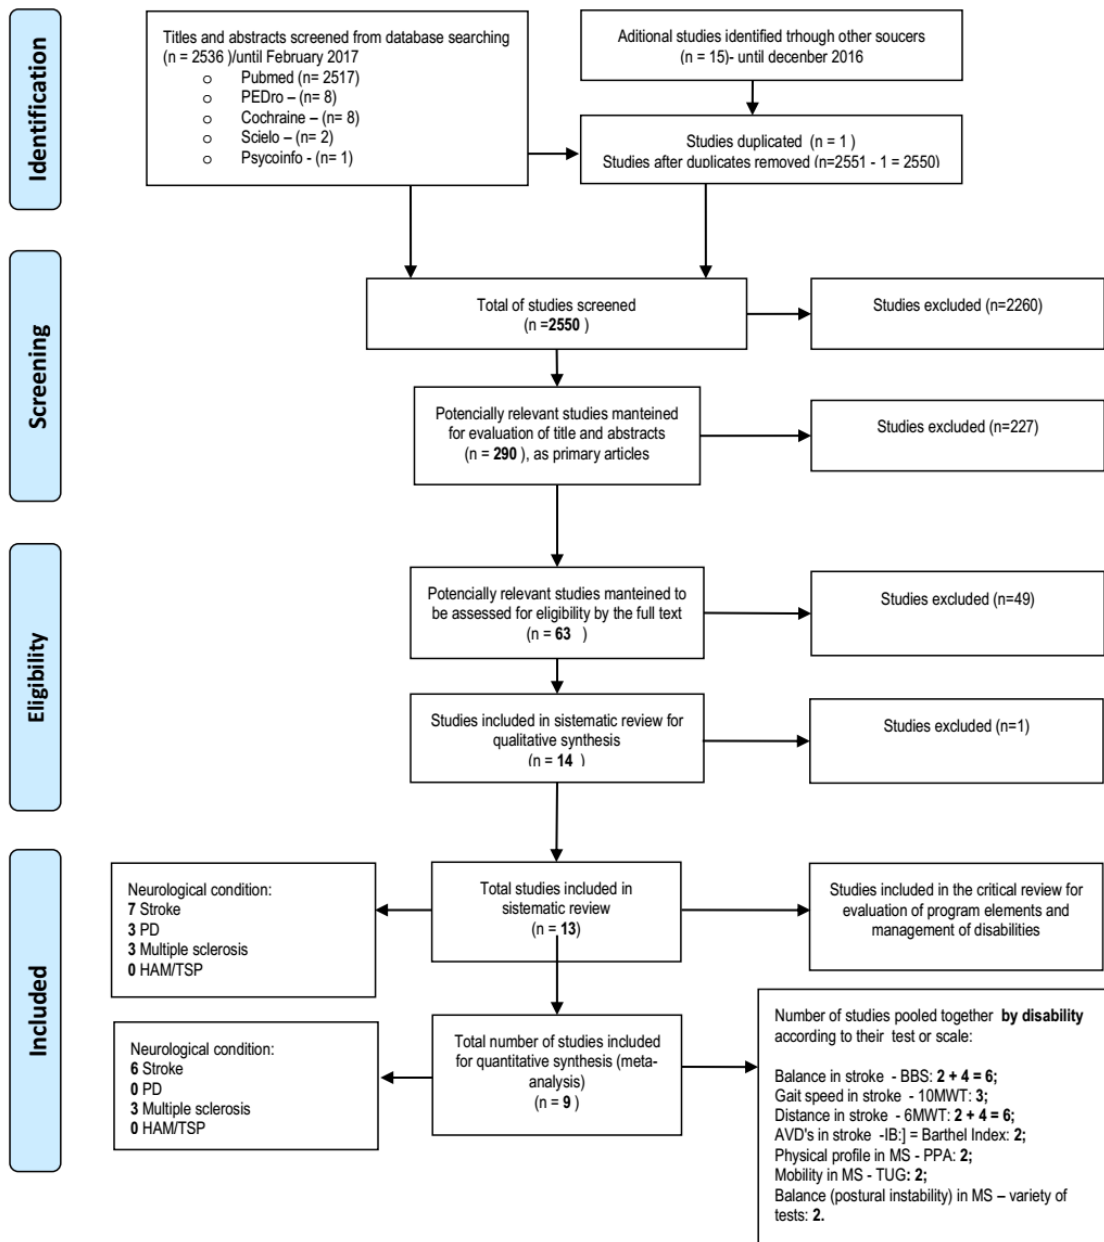 Identification
Titles and abstracts screened from database searching
(n = 2536 )/until February 2017
o Pubmed (n= 2517)
o PEDro – (n= 8)
o Cochraine – (n= 8)
o Scielo – (n= 2)
o Psycoinfo - (n= 1)
Aditional studies identified trhough other soucers
(n = 15)- until december 2016
Studies duplicated (n = 1 )
Studies after duplicates removed (n=2551 - 1 = 2550)
Screening
Total of studies screened
(n =2550 )
Studies excluded (n=2260)
Potencially relevant studies manteined
for evaluation of title and abstracts
(n = 290 ), as primary articles
Studies excluded (n=227)
Eligibility
Potencially relevant studies manteined to
be assessed for eligibility by the full text
(n = 63 )
Studies excluded (n=49)
Studies included in sistematic review for
qualitative synthesis
(n = 14 )
Studies excluded (n=1)
Included
Neurological condition:
7 Stroke
3 PD
3 Multiple sclerosis
0 HAM/TSP
Total studies included in
sistematic review
(n = 13)
Studies included in the critical review for
evaluation of program elements and
management of disabilities
Neurological condition:
6 Stroke
0 PD
3 Multiple sclerosis
0 HAM/TSP
Total number of studies included
for quantitative synthesis (meta-
analysis)
(n = 9 )
Number of studies pooled together by disability
according to their test or scale:
Balance in stroke - BBS: 2 + 4 = 6;
Gait speed in stroke - 10MWT: 3;
Distance in stroke - 6MWT: 2 + 4 = 6;
AVD's in stroke -IB:] = Barthel Index: 2;
Physical profile in MS - PPA: 2;
Mobility in MS - TUG: 2;
Balance (postural instability) in MS – variety of
tests: 2.